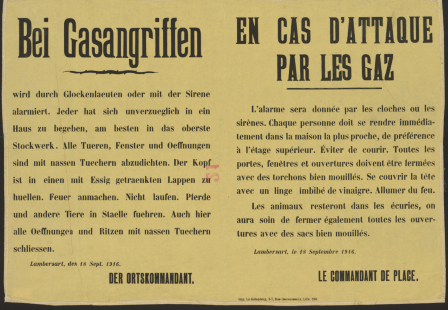 Bei Gasangriffen
wird durch Glockenlaeuten oder mit der Sirene
alarmiert. Jeder hat sich unverzueglich in ein
Haus zu begeben, am besten in das oberste
Stockwerk. Alle Tueren, Fenster und Oeffnungen
sind mit nassen Tuechern abzudichten. Der Kopf
ist in einen mit Essig getraenkten Lappen zu
huellen. Feuer anmachen. Nicht laufen. Pferde
und andere Tiere in Staelle fuehren. Auch hier
alle Oeffnungen und Ritzen mit nassen Tuechern
schliessen.
Lambersart, des 18 Sept. 1916.
DER ORTSKOMMANDANT.
EN CAS D'ATTAQUE
PAR LES GAZ
L'alarme sera donnée par les cloches ou les
sirènes. Chaque personne doit se rendre immédia-
tement dans la maison la plus proche, de préférence
à l'étage supérieur. Éviter de courir. Toutes les
portes, fenêtres et ouvertures doivent être fermées
avec des torchons bien mouillés. Se couvrir la tête
avec un linge imbibé de vinaigre. Allumer du feu.
Les animaux resteront dans les écuries, on
aura soin de fermer également toutes les ouver-
tures avec des sacs bien mouillés.
Lambersart, le 18 Septembre 1916.
LE COMMANDANT DE PLACE.